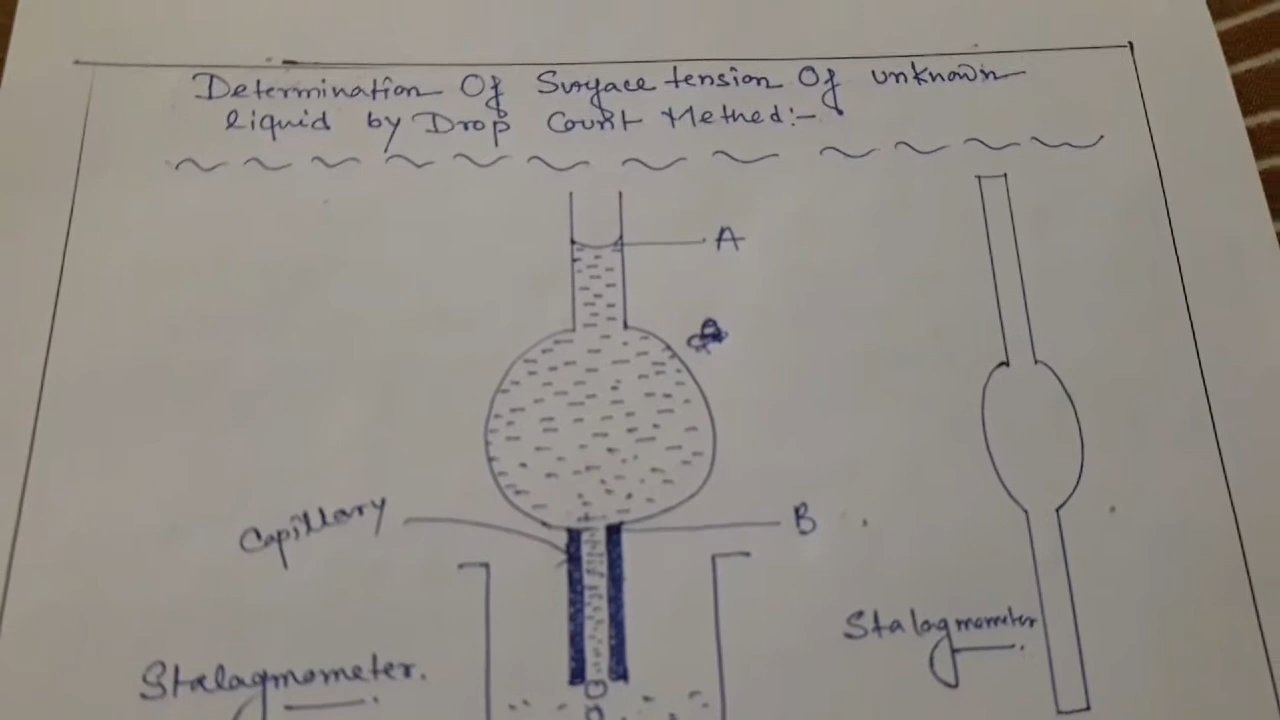 Determination Of Surface tension Of unknown
liquid by Drop Count Method:-
A
Capillary
B
Stalagmometer
Stalagmometer.